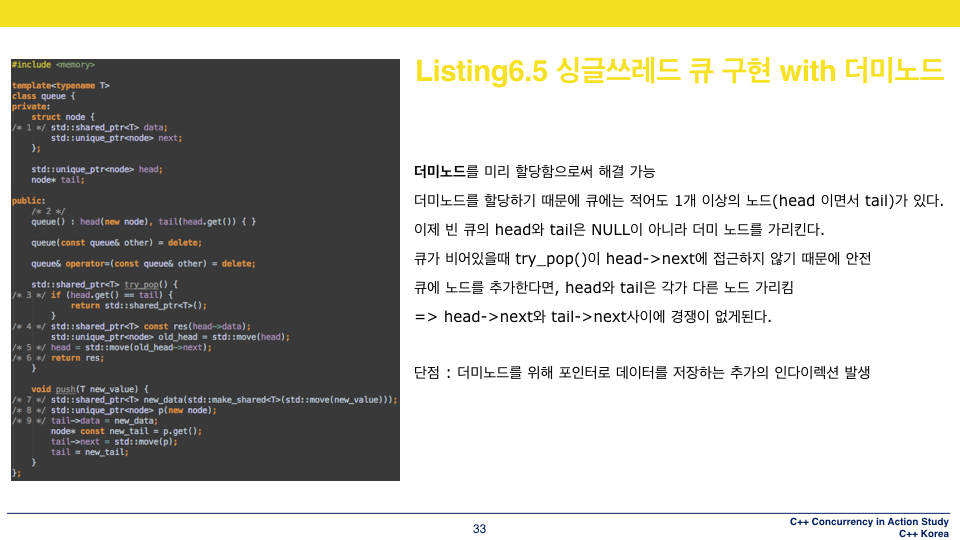 Listing6.5 싱글쓰레드 큐 구현 with 더미노드
#include <memory>
template<typename T>
class queue {
private:
struct node {
/* 1 */ std::shared_ptr<T> data;
std::unique_ptr<node> next;
};
std::unique_ptr<node> head;
node* tail;
public:
/* 2 */
queue() : head(new node), tail(head.get()) { }
queue(const queue& other) = delete;
queue& operator=(const queue& other) = delete;
std::shared_ptr<T> try_pop() {
/* 3 */ if (head.get() == tail) {
return std::shared_ptr<T>();
}
/* 4 */ std::shared_ptr<T> const res(head->data);
std::unique_ptr<node> old_head = std::move(head);
/* 5 */ head = std::move(old_head->next);
/* 6 */ return res;
}
void push(T new_value) {
/* 7 */ std::shared_ptr<T> new_data(std::make_shared<T>(std::move(new_value)));
/* 8 */ std::unique_ptr<node> p(new node);
/* 9 */ tail->data = new_data;
node* const new_tail = p.get();
tail->next = std::move(p);
tail = new_tail;
}
};
더미노드를 미리 할당함으로써 해결 가능
더미노드를 할당하기 때문에 큐에는 적어도 1개 이상의 노드(head 이면서 tail)가 있다.
이제 빈 큐의 head와 tail은 NULL이 아니라 더미 노드를 가리킨다.
큐가 비어있을때 try_pop()이 head->next에 접근하지 않기 때문에 안전
큐에 노드를 추가한다면, head와 tail은 각가 다른 노드 가리킴
=> head->next와 tail->next사이에 경쟁이 없게된다.
단점 : 더미노드를 위해 포인터로 데이터를 저장하는 추가의 인다이렉션 발생
33
C++ Concurrency in Action Study
C++ Korea